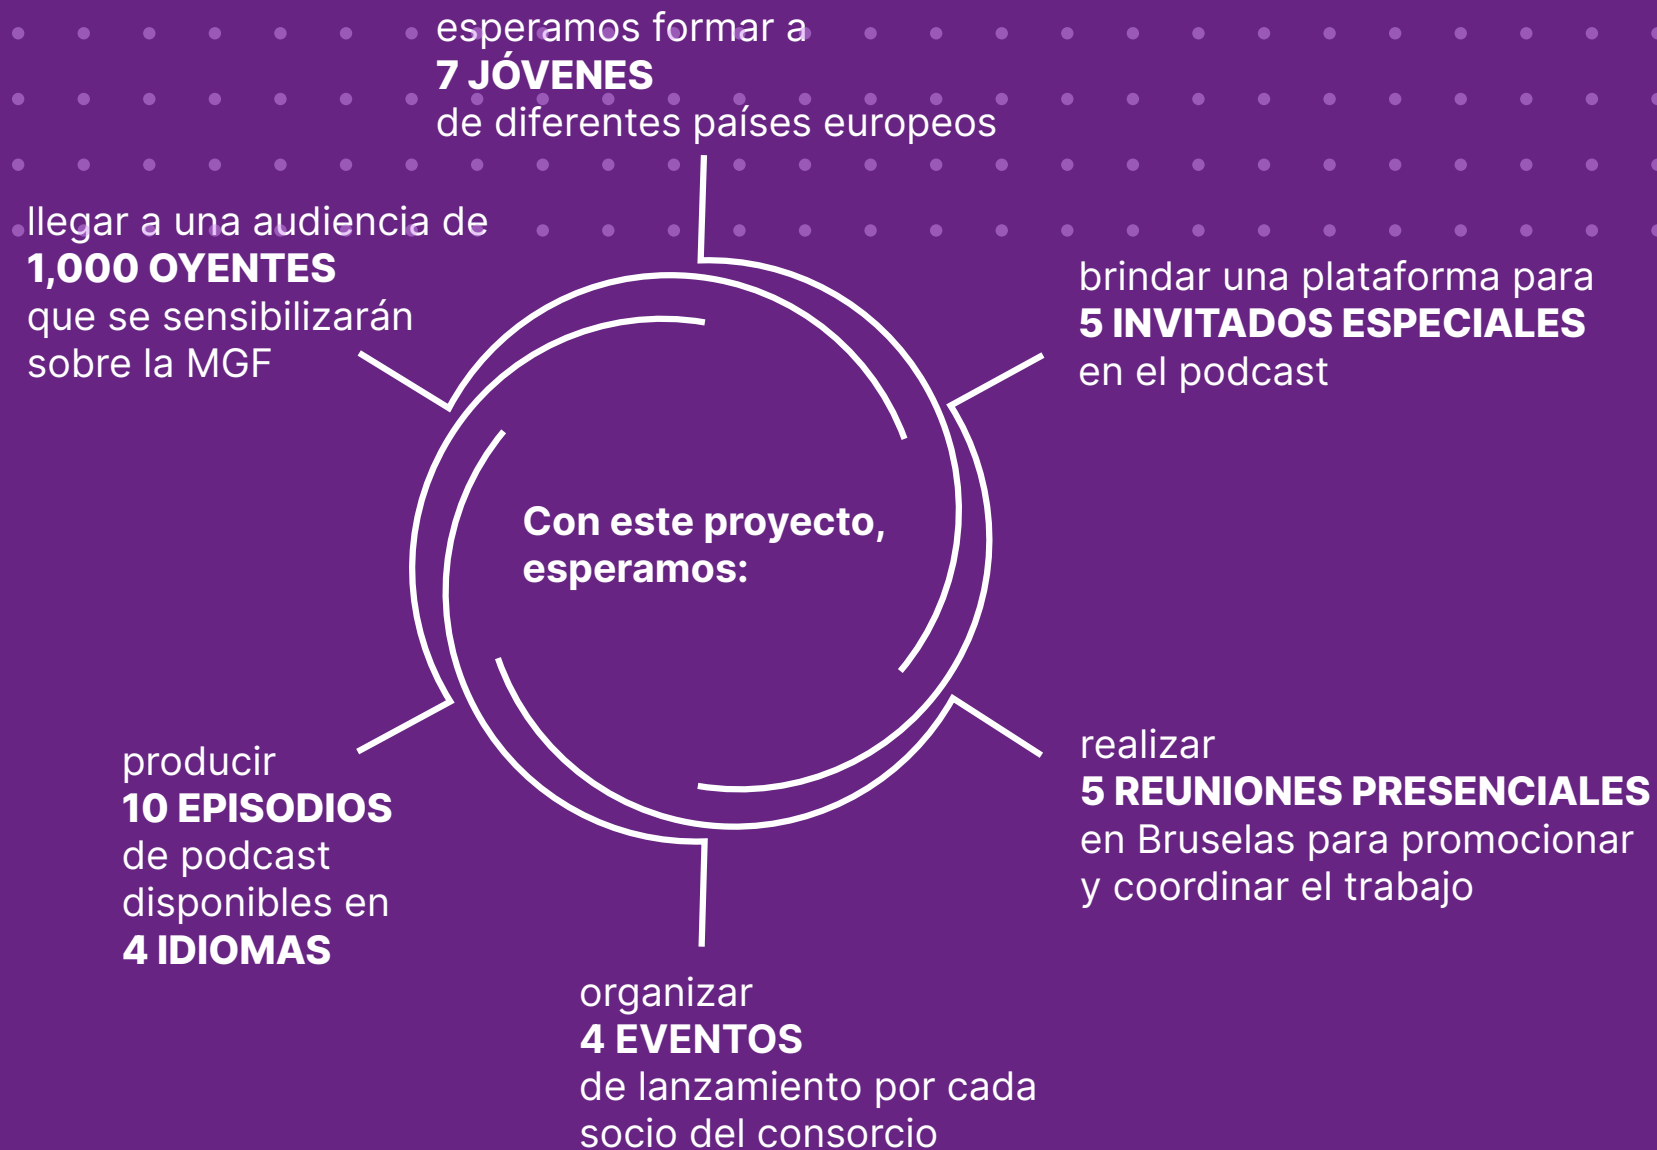 esperamos formar a
7 JÓVENES
de diferentes países europeos
llegar a una audiencia de
1,000 OYENTES
que se sensibilizarán
sobre la MGF
brindar una plataforma para
5 INVITADOS ESPECIALES
en el podcast
Con este proyecto,
esperamos:
producir
10 EPISODIOS
de podcast
disponibles en
4 IDIOMAS
realizar
5 REUNIONES PRESENCIALES
en Bruselas para promocionar
y coordinar el trabajo
organizar
4 EVENTOS
de lanzamiento por cada
socio del consorcio